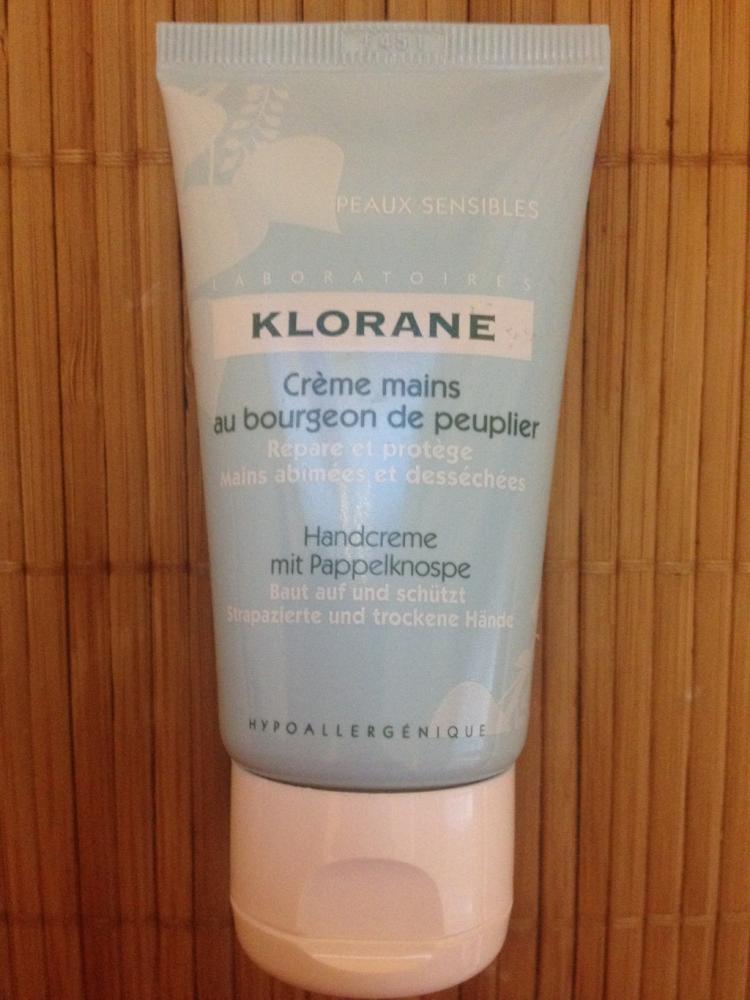 PEAUX SENSIBLES
LABORATOIRES
KLORANE
Crème mains
au bourgeon de peuplier
Répare et protège
Mains abîmées et desséchées
Handcreme
mit Pappelknospe
Baut auf und schützt
Strapazierte und trockene Hände
HYPOALLERGÉNIQUE